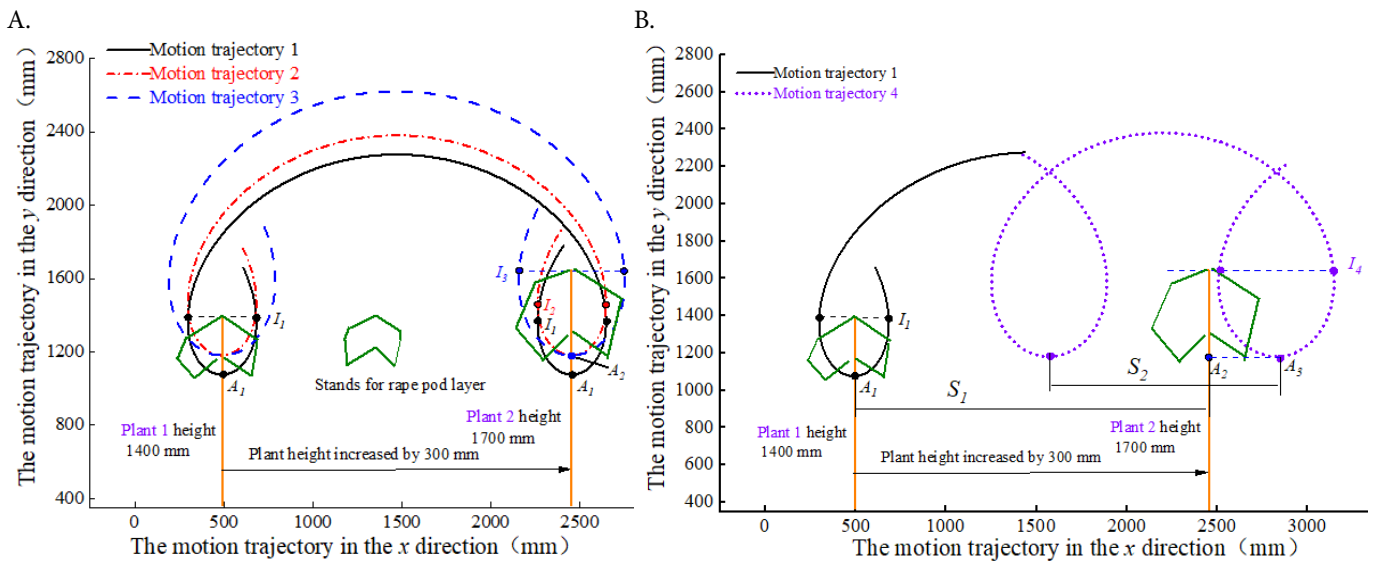 A.
Motion trajectory 1
Motion trajectory 2
Motion trajectory 3
The motion trajectory in the y direction（mm）
2800
2400
2000
1600
1200
800
400
I1
I3
I2
I1
A1
A1
A2
Stands for rape pod layer
Plant 1 height
1400 mm
Plant 2 height
1700 mm
Plant height increased by 300 mm
0
500
1000
1500
2000
2500
The motion trajectory in the x direction（mm）
B.
Motion trajectory 1
Motion trajectory 4
The motion trajectory in the y direction（mm）
2800
2600
2400
2200
2000
1800
1600
1400
1200
1000
800
600
400
I1
I4
A1
A2
A3
S1
S2
Plant 1 height
1400 mm
Plant 2 height
1700 mm
Plant height increased by 300 mm
0
500
1000
1500
2000
2500
3000
The motion trajectory in the x direction（mm）